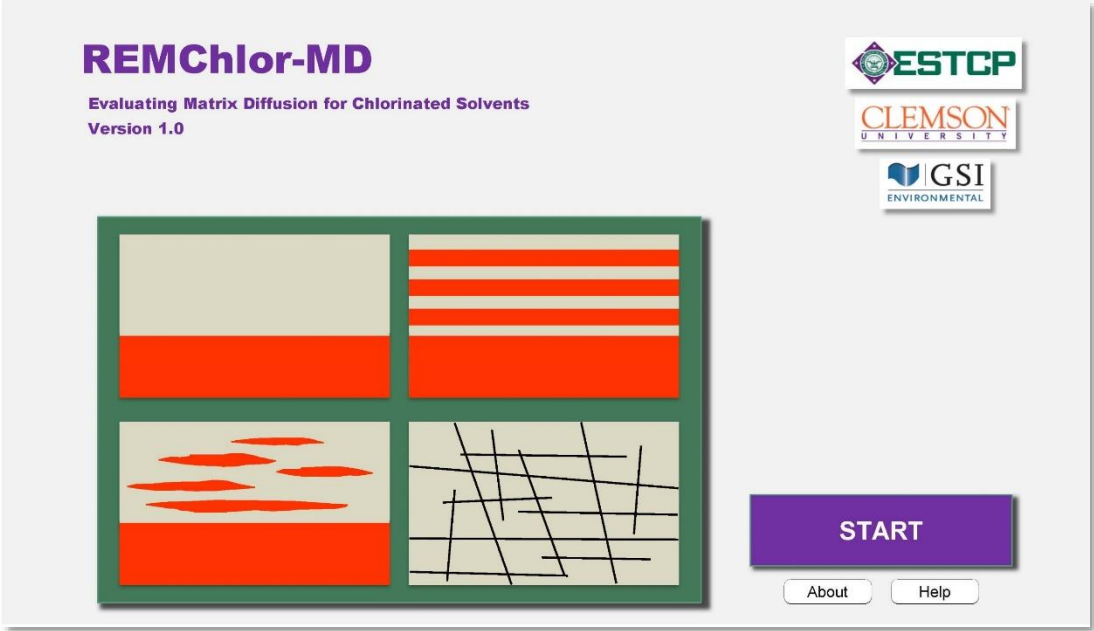 REMChlor-MD
Evaluating Matrix Diffusion for Chlorinated Solvents
Version 1.0
ESTCP
CLEMSON
UNIVERSITY
GSI
ENVIRONMENTAL
START
About
Help